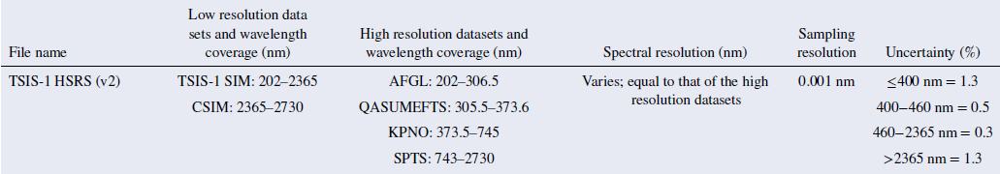 File name
Low resolution data
sets and wavelength
coverage (nm)
High resolution datasets and
wavelength coverage (nm)
Spectral resolution (nm)
Sampling
resolution
Uncertainty (%)
TSIS-1 HSRS (v2)
TSIS-1 SIM: 202–2365
CSIM: 2365–2730
AFGL: 202–306.5
QASUMEFTS: 305.5–373.6
KPNO: 373.5–745
SPTS: 743–2730
Varies; equal to that of the high
resolution datasets
0.001 nm
≤400 nm = 1.3
400–460 nm = 0.5
460–2365 nm = 0.3
>2365 nm = 1.3